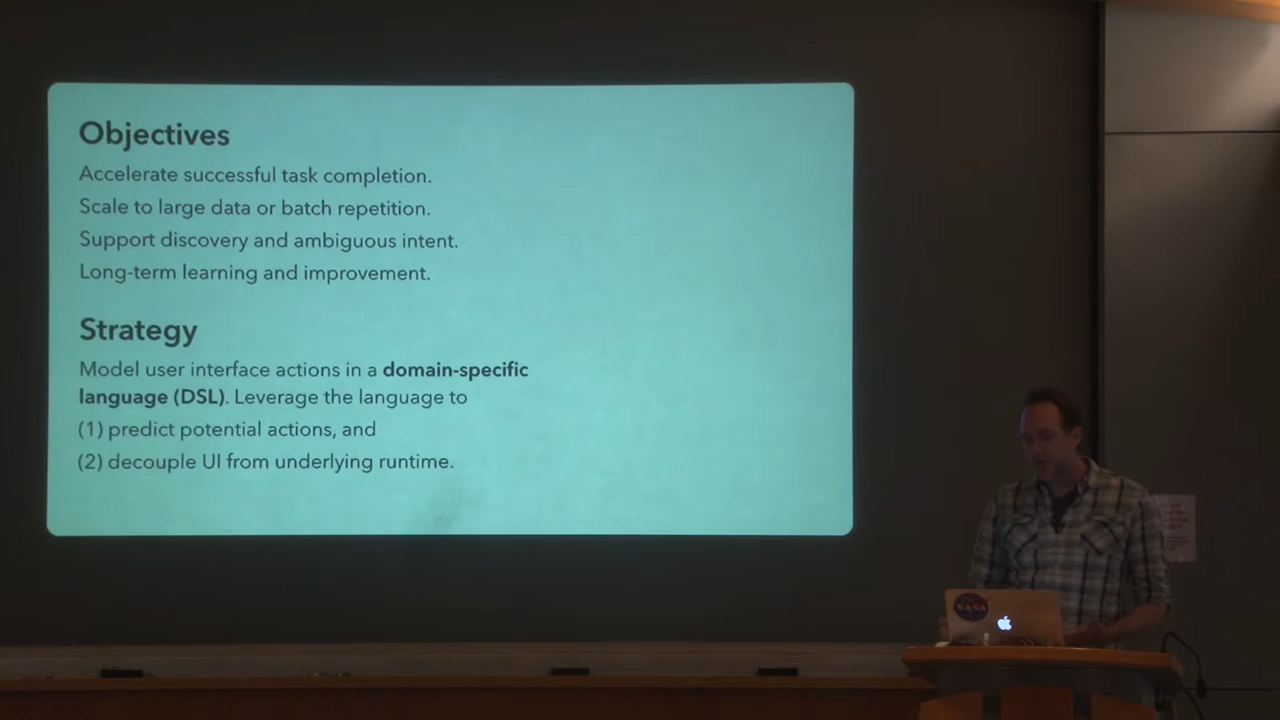 Objectives
Accelerate successful task completion.
Scale to large data or batch repetition.
Support discovery and ambiguous intent.
Long-term learning and improvement.
Strategy
Model user interface actions in a domain-specific
language (DSL). Leverage the language to
(1) predict potential actions, and
(2) decouple UI from underlying runtime.
NASA